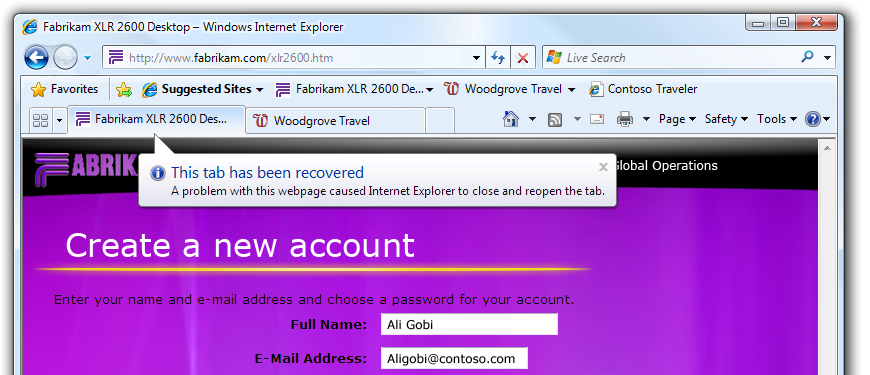 Fabrikam XLR 2600 Desktop – Windows Internet Explorer
http://www.fabrikam.com/xlr2600.htm
Live Search
Favorites
Suggested Sites
Fabrikam XLR 2600 De...
Woodgrove Travel
Contoso Traveler
Fabrikam XLR 2600 Des...
Woodgrove Travel
Page
Safety
Tools
ABRIKA
Global Operations
This tab has been recovered
A problem with this webpage caused Internet Explorer to close and reopen the tab.
Create a new account
Enter your name and e-mail address and choose a password for your account.
Full Name: Ali Gobi
E-Mail Address: Aligobi@contoso.com